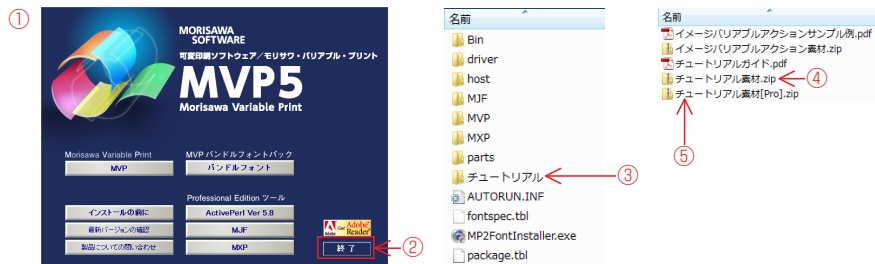 ①
MORISAWA
SOFTWARE
可変印刷ソフトウェア／モリサワ・バリアブル・プリント
MVP5
Morisawa Variable Print
Morisawa Variable Print
MVP
MVP バンドルフォントパック
バンドルフォント
Professional Edition ツール
インストールの前に
ActivePerl Ver 5.8
最新バージョンの確認
MJF
製品についての問い合わせ
MXP
Adobe
Get Adobe Reader
終了
②
名前
Bin
driver
host
MJF
MVP
MXP
parts
チュートリアル
③
AUTORUN.INF
fontspec.tbl
MP2FontInstaller.exe
package.tbl
名前
イメージバリアブルアクションサンプル例.pdf
イメージバリアブルアクション素材.zip
チュートリアルガイド.pdf
チュートリアル素材.zip
④
チュートリアル素材[Pro].zip
⑤